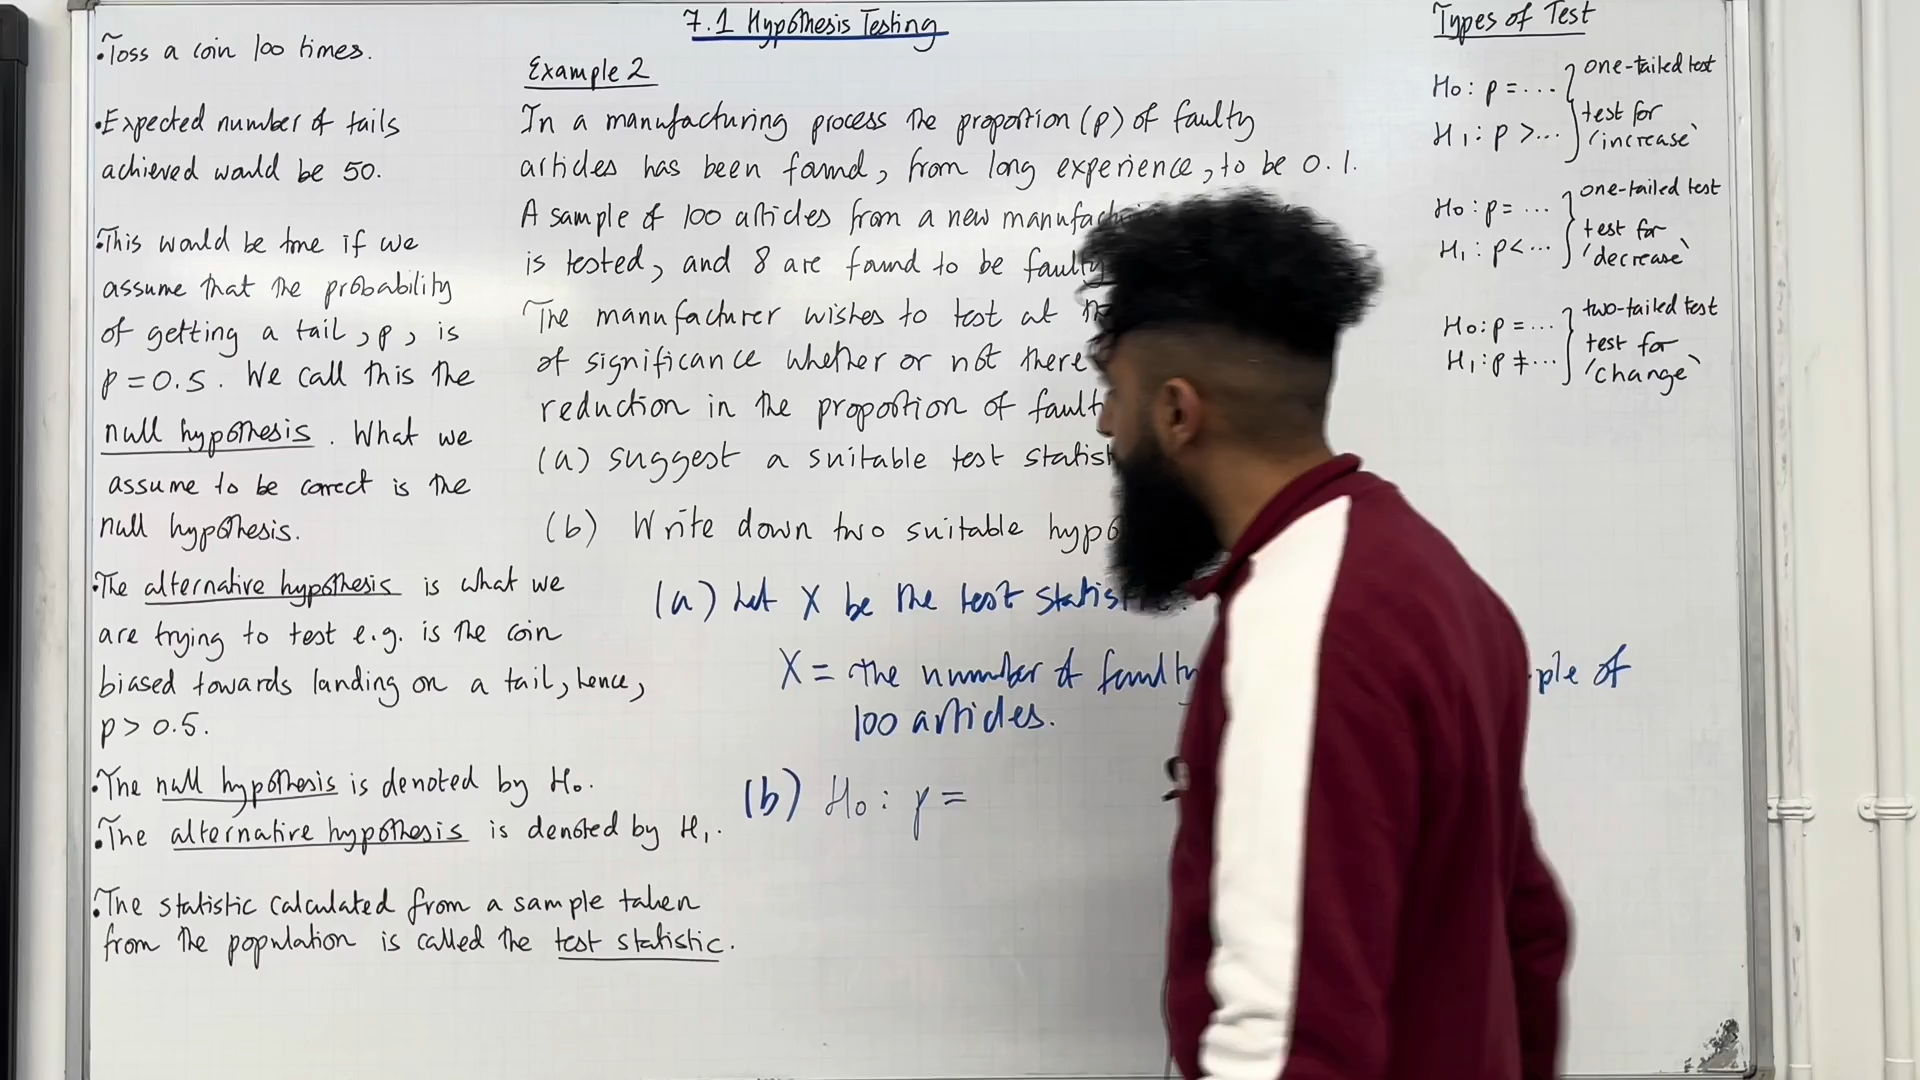 7.1 Hypothesis Testing
•Toss a coin 100 times.
•Expected number of tails
achieved would be 50.
•This would be true if we
assume that the probability
of getting a tail, p, is
p = 0.5. We call this the
null hypothesis. What we
assume to be correct is the
null hypothesis.
•The alternative hypothesis is what we
are trying to test e.g. is the coin
biased towards landing on a tail, hence,
p > 0.5.
•The null hypothesis is denoted by H₀.
•The alternative hypothesis is denoted by H₁.
•The statistic calculated from a sample taken
from the population is called the test statistic.
Example 2
In a manufacturing process the proportion (p) of faulty
articles has been found, from long experience, to be 0.1.
A sample of 100 articles from a new
is tested, and 8 are found to be faulty
The manufacturer wishes to test at
of significance whether or not there
reduction in the proportion of
(a) suggest a suitable test
(b) Write down two suitable
(a) Let X be the test
X = the number of faulty
100 articles.
of
(b) H₀: p =
Types of Test
H₀: p = ... } one-tailed test
H₁: p > ... test for
'increase'
H₀: p = ... } one-tailed test
H₁: p < ... test for
'decrease'
H₀: p = ... } two-tailed test
H₁: p ≠ ... test for
'change'